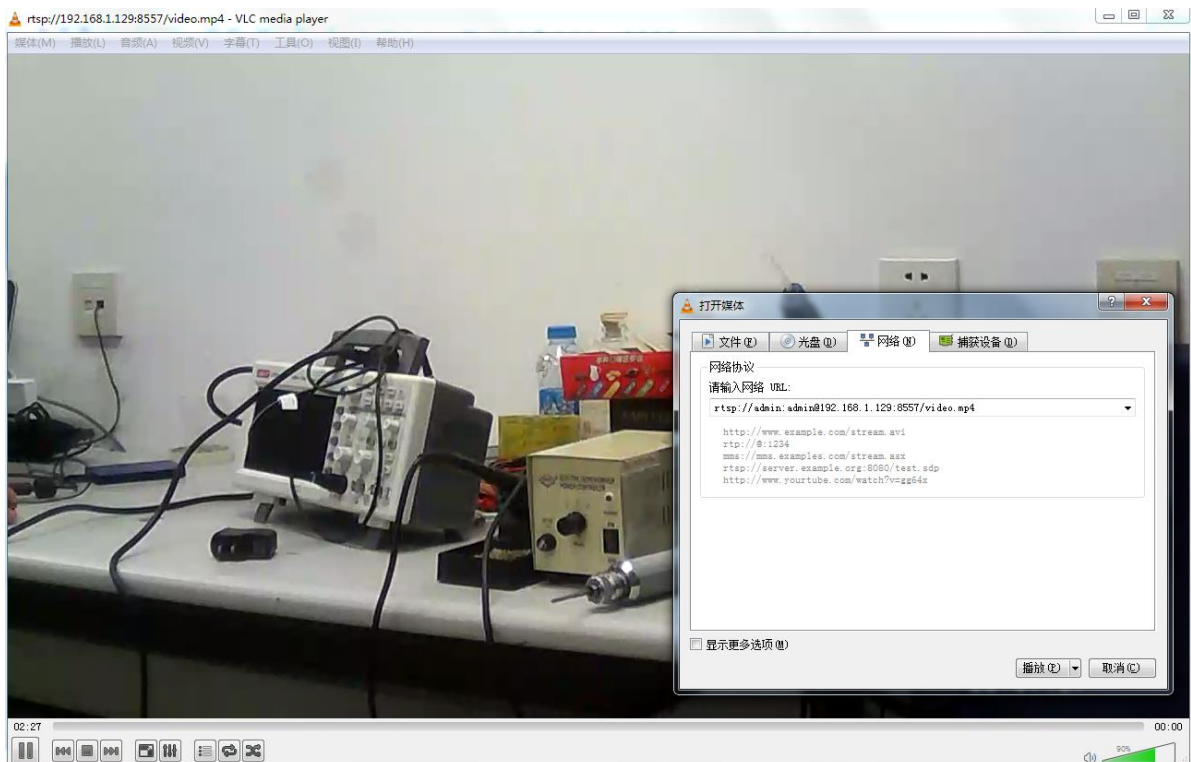 rtsp://192.168.1.129:8557/video.mp4 - VLC media player
媒体(M) 播放(L) 音频(A) 视频(V) 字幕(T) 工具(O) 视图(I) 帮助(H)
打开媒体
文件(F) 光盘(D) 网络(N) 捕获设备(D)
网络协议
请输入网络 URL:
rtsp://admin:admin@192.168.1.129:8557/video.mp4
http://www.example.com/stream.avi
rtp://@:1234
mms://mms.examples.com/stream.asx
rtsp://server.example.org:8080/test.sdp
http://www.yourtube.com/watch?v=gg64x
显示更多选项(M)
播放(P) 取消(C)
02:27 00:00
90%